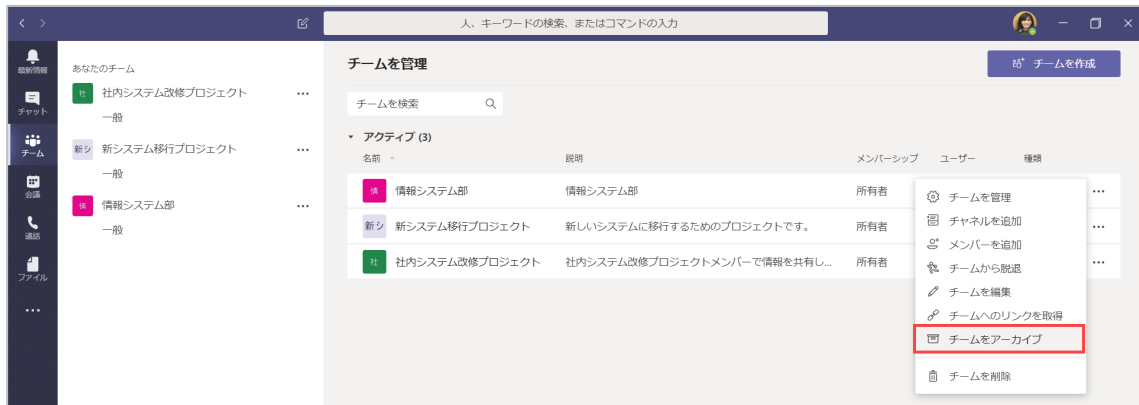 人、キーワードの検索、またはコマンドの入力
最新情報
チャット
チーム
会議
通話
ファイル
あなたのチーム
社 社内システム改修プロジェクト
一般
新シ 新システム移行プロジェクト
一般
情 情報システム部
一般
チームを管理
チームを作成
チームを検索
アクティブ (3)
名前 説明 メンバーシップ ユーザー 種類
情 情報システム部 情報システム部 所有者
新シ 新システム移行プロジェクト 新しいシステムに移行するためのプロジェクトです。 所有者
社 社内システム改修プロジェクト 社内システム改修プロジェクトメンバーで情報を共有し... 所有者
チームを管理
チャネルを追加
メンバーを追加
チームから脱退
チームを編集
チームへのリンクを取得
チームをアーカイブ
チームを削除